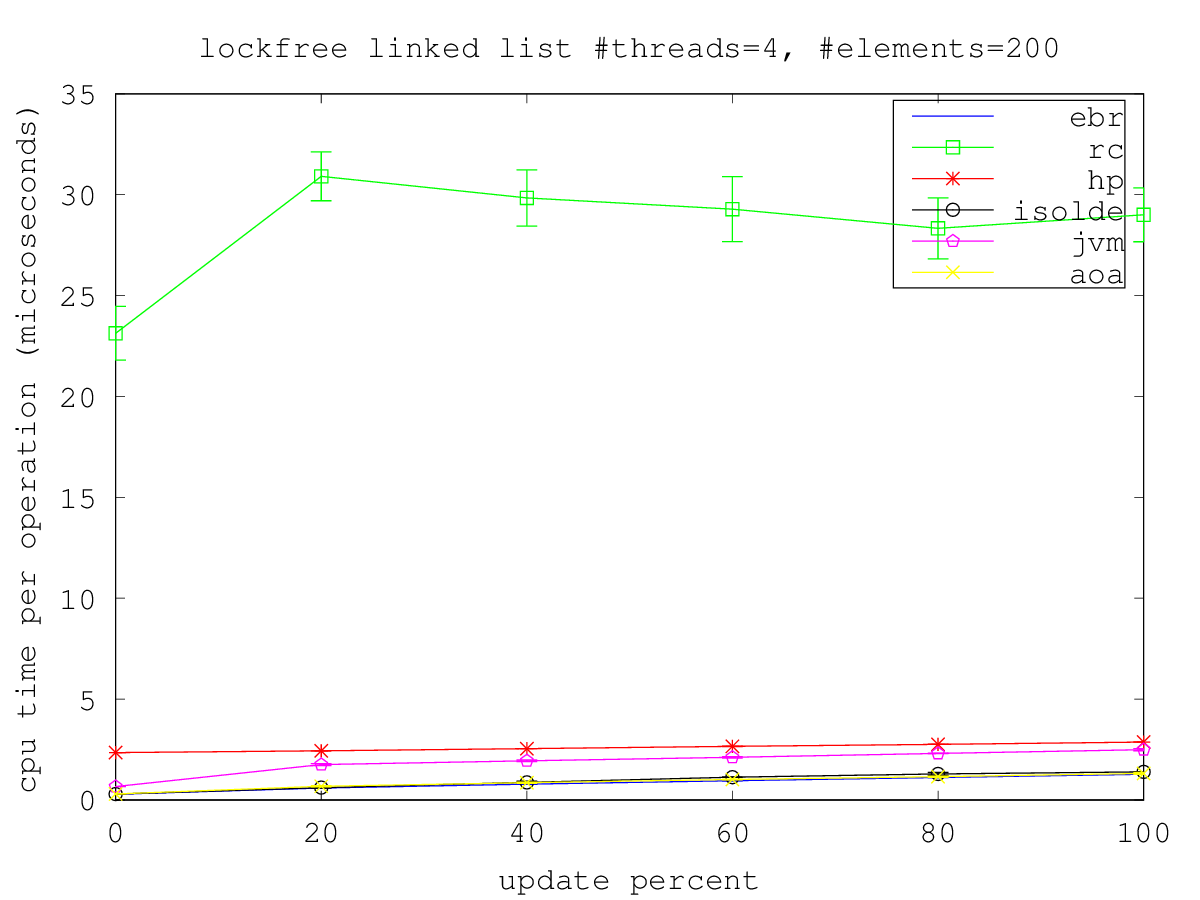 lockfree linked list #threads=4, #elements=200
cpu time per operation (microseconds)
35
30
25
20
15
10
5
0
ebr
rc
hp
isolde
jvm
aoa
0 20 40 60 80 100
update percent